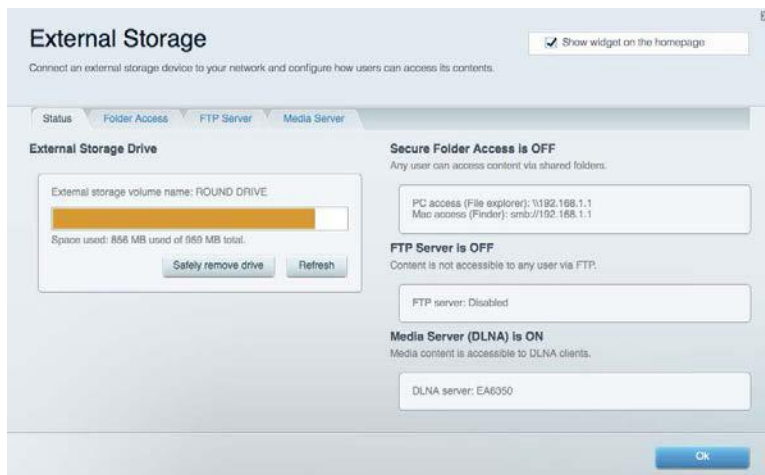 External Storage
Show widget on the homepage
Connect an external storage device to your network and configure how users can access its contents.
Status
Folder Access
FTP Server
Media Server
External Storage Drive
External storage volume name: ROUND DRIVE
Space used: 856 MB used of 959 MB total.
Safely remove drive
Refresh
Secure Folder Access is OFF
Any user can access content via shared folders.
PC access (File explorer): \\192.168.1.1
Mac access (Finder): smb://192.168.1.1
FTP Server is OFF
Content is not accessible to any user via FTP.
FTP server: Disabled
Media Server (DLNA) is ON
Media content is accessible to DLNA clients.
DLNA server: EA6350
Ok